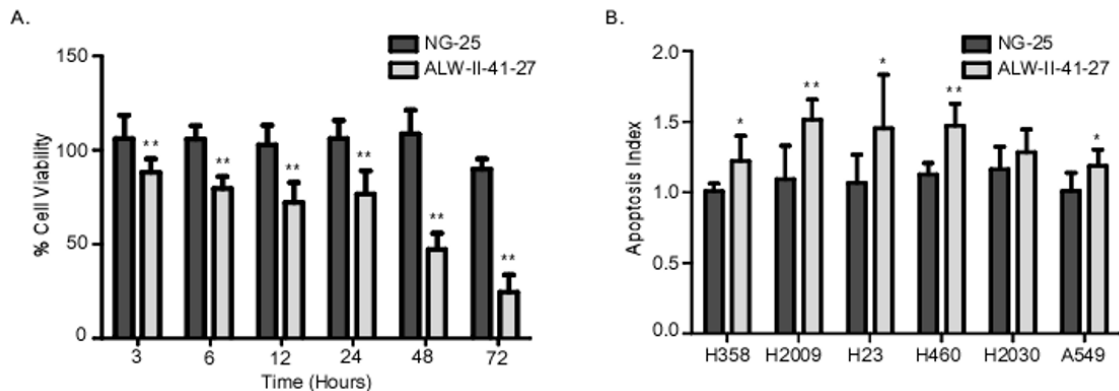 A.
NG-25
ALW-II-41-27
150
100
50
0
% Cell Viability
** ** ** ** ** **
3 6 12 24 48 72
Time (Hours)
B.
NG-25
ALW-II-41-27
2.0
1.5
1.0
0.5
0.0
Apoptosis Index
* ** * ** *
H358 H2009 H23 H460 H2030 A549